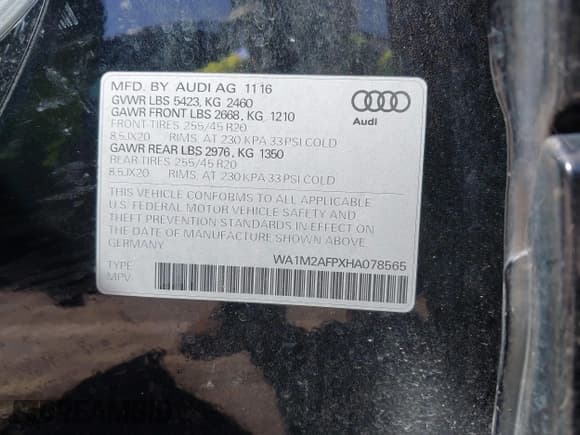 MFD. BY AUDI AG 11 16
GVWR LBS 5423, KG 2460
GAWR FRONT LBS 2668, KG 1210
FRONT TIRES 255/45 R20
8.5JX20 RIMS, AT 230 KPA 33 PSI COLD
GAWR REAR LBS 2976, KG 1350
REAR TIRES 255/45 R20
8.5JX20 RIMS, AT 230 KPA 33 PSI COLD
Audi
THIS VEHICLE CONFORMS TO ALL APPLICABLE
U.S. FEDERAL MOTOR VEHICLE SAFETY AND
THEFT PREVENTION STANDARDS IN EFFECT ON
THE DATE OF MANUFACTURE SHOWN ABOVE.
GERMANY
WA1M2AFPXHA078565
TYPE
MPV
DREAMBID